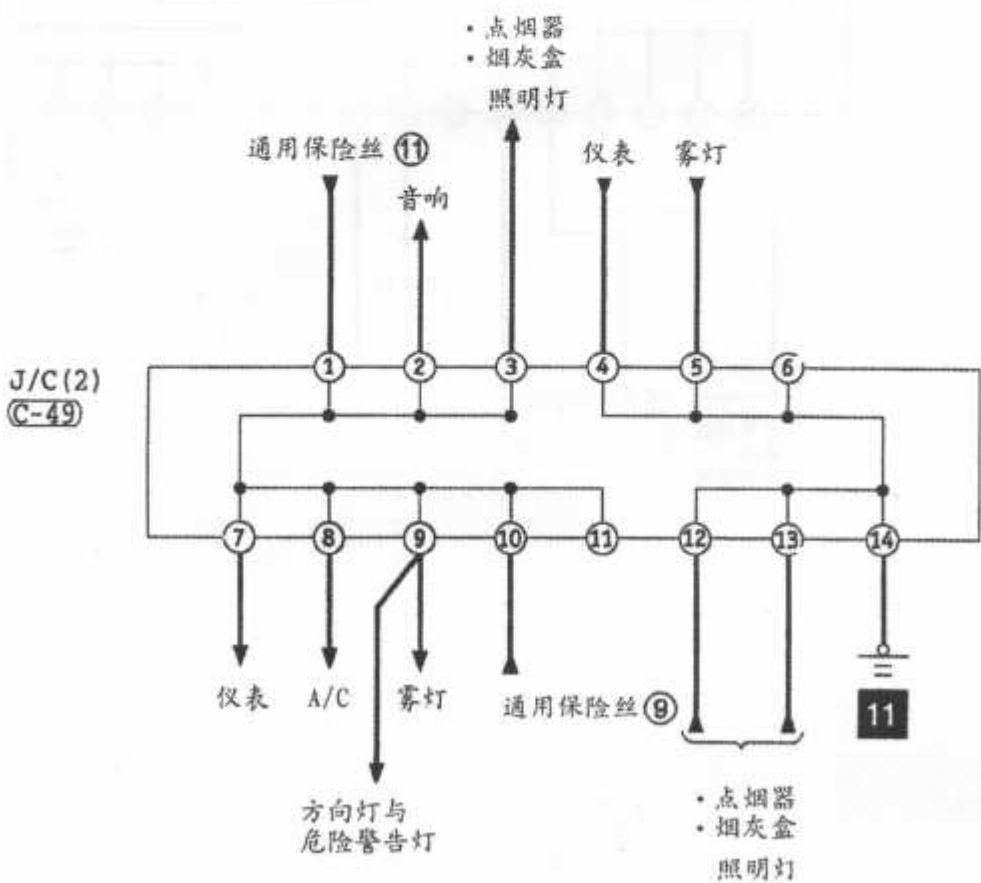 ・点烟器
・烟灰盒
照明灯
通用保险丝 ⑪
仪表
雾灯
音响
J/C(2)
C-49
① ② ③ ④ ⑤ ⑥
⑦ ⑧ ⑨ ⑩ ⑪ ⑫ ⑬ ⑭
仪表
A/C
雾灯
通用保险丝 ⑨
11
方向灯与
危险警告灯
・点烟器
・烟灰盒
照明灯